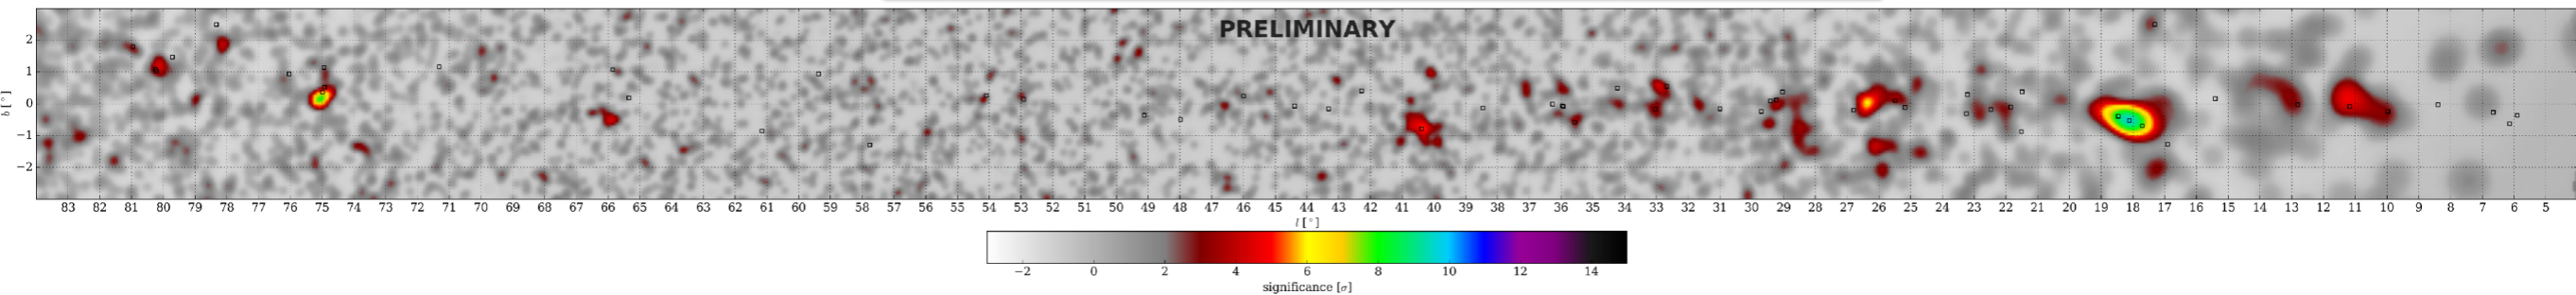 PRELIMINARY
2
1
0
−1
−2
b [°]
83 82 81 80 79 78 77 76 75 74 73 72 71 70 69 68 67 66 65 64 63 62 61 60 59 58 57 56 55 54 53 52 51 50 49 48 47 46 45 44 43 42 41 40 39 38 37 36 35 34 33 32 31 30 29 28 27 26 25 24 23 22 21 20 19 18 17 16 15 14 13 12 11 10 9 8 7 6 5
l [°]
−2 0 2 4 6 8 10 12 14
significance [σ]